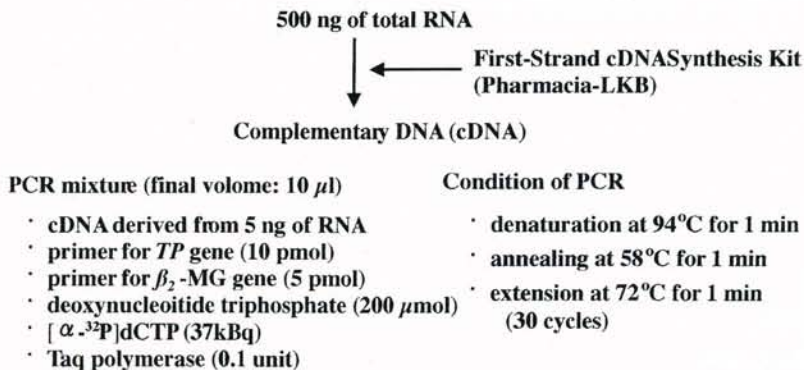 500 ng of total RNA
First-Strand cDNASynthesis Kit
(Pharmacia-LKB)
Complementary DNA (cDNA)
PCR mixture (final volume: 10 μl)
· cDNA derived from 5 ng of RNA
· primer for TP gene (10 pmol)
· primer for β₂-MG gene (5 pmol)
· deoxynucleoitide triphosphate (200 μmol)
· [α-³²P]dCTP (37kBq)
· Taq polymerase (0.1 unit)
Condition of PCR
· denaturation at 94°C for 1 min
· annealing at 58°C for 1 min
· extension at 72°C for 1 min
(30 cycles)